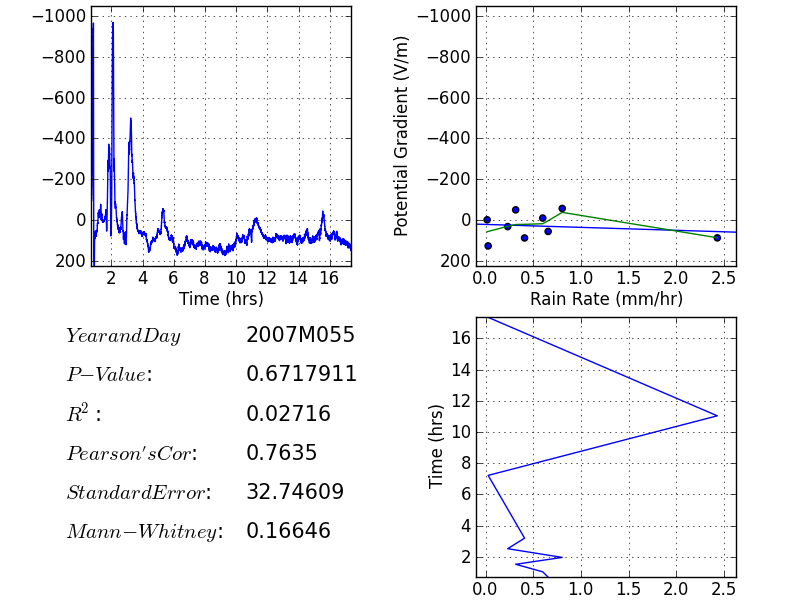 −1000
−800
−600
−400
−200
0
200
2 4 6 8 10 12 14 16
Time (hrs)
Potential Gradient (V/m)
−1000
−800
−600
−400
−200
0
200
0.0 0.5 1.0 1.5 2.0 2.5
Rain Rate (mm/hr)
YearandDay 2007M055
P−Value: 0.6717911
R²: 0.02716
Pearson'sCor: 0.7635
StandardError: 32.74609
Mann−Whitney: 0.16646
Time (hrs)
16
14
12
10
8
6
4
2
0.0 0.5 1.0 1.5 2.0 2.5